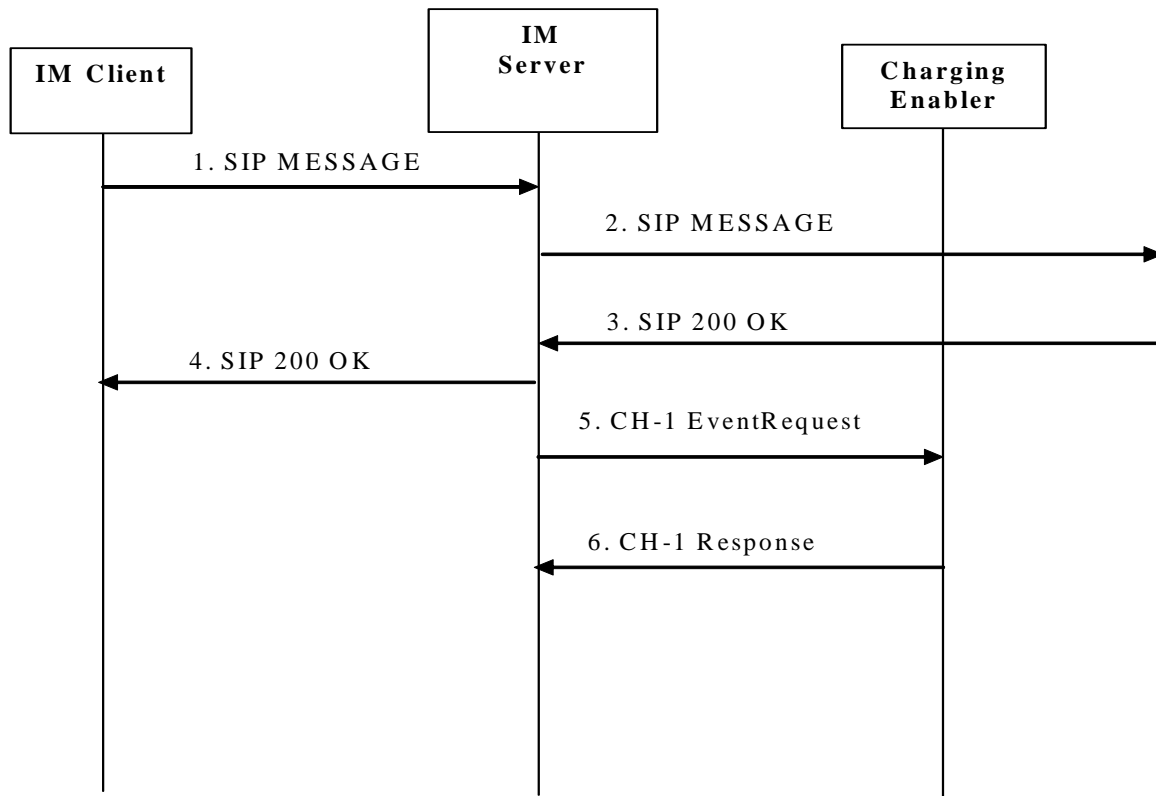 IM Client
IM
Server
Charging
Enabler
1. SIP MESSAGE
2. SIP MESSAGE
3. SIP 200 OK
4. SIP 200 OK
5. CH-1 EventRequest
6. CH-1 Response